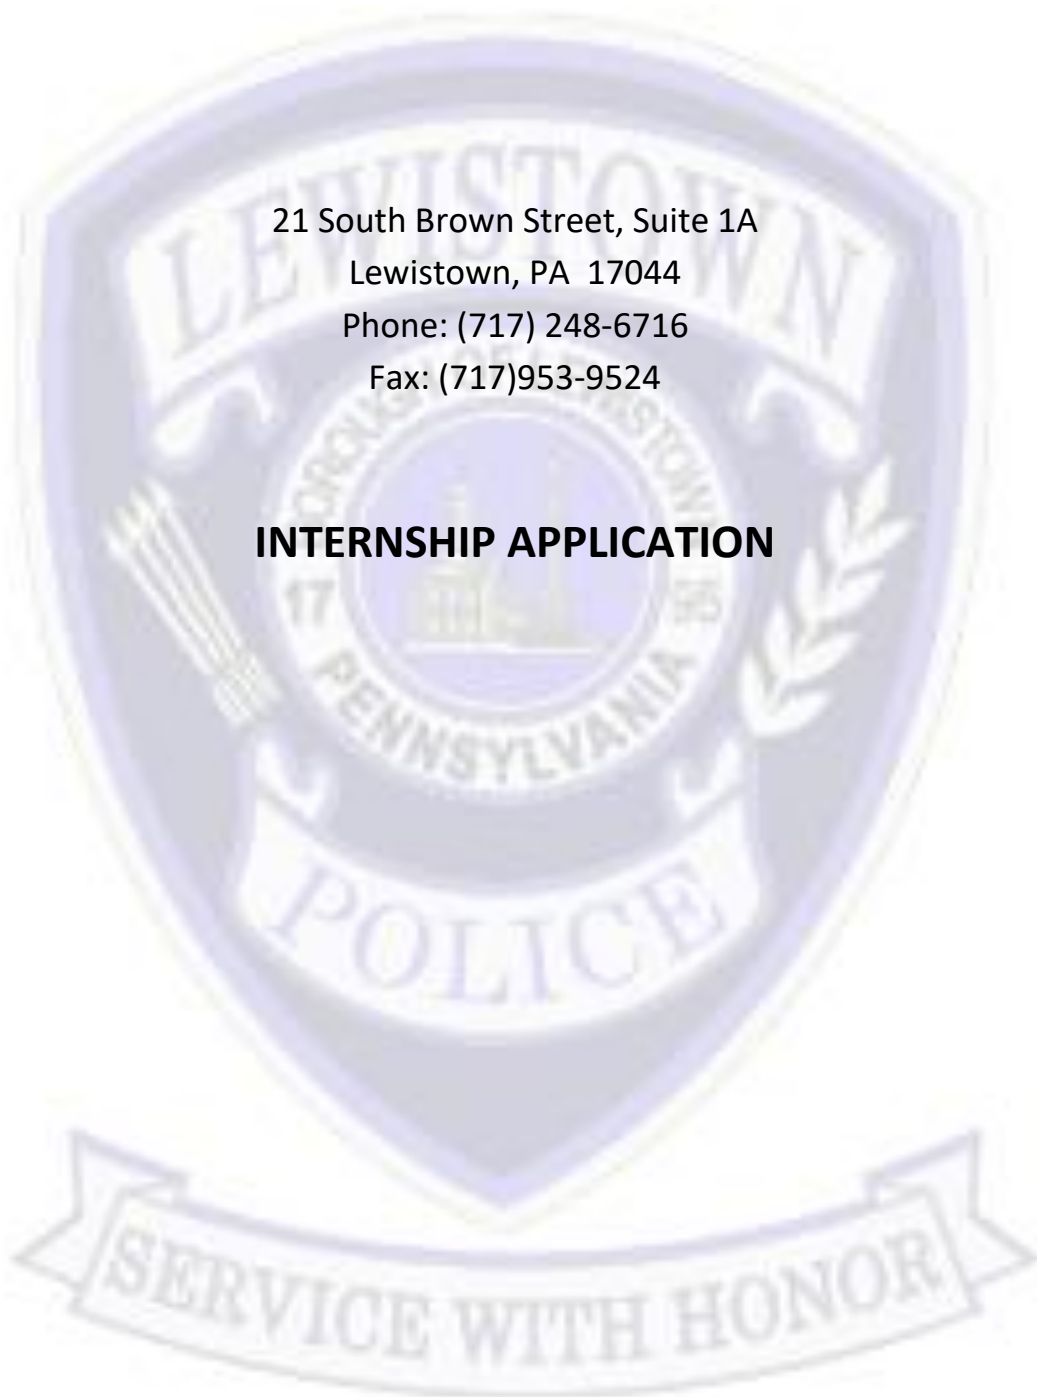 LEWISTOWN
21 South Brown Street, Suite 1A
Lewistown, PA  17044
Phone: (717) 248-6716
Fax: (717)953-9524
BOROUGH OF LEWISTOWN
INTERNSHIP APPLICATION
17 95
PENNSYLVANIA
POLICE
SERVICE WITH HONOR